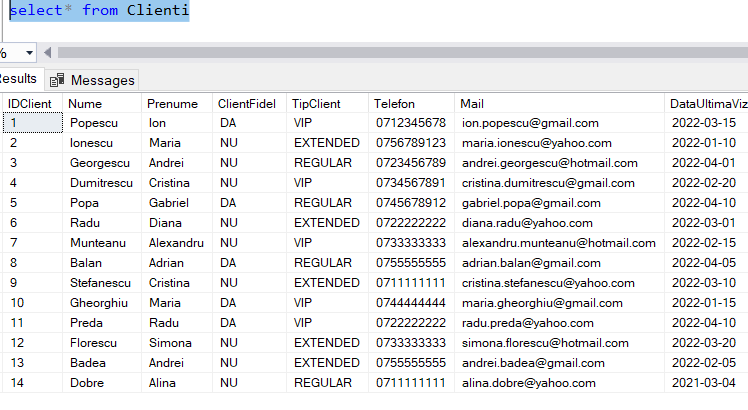 select* from Clienti
%
Results Messages
IDClient Nume Prenume ClientFidel TipClient Telefon Mail DataUltimaViz
1 Popescu Ion DA VIP 0712345678 ion.popescu@gmail.com 2022-03-15
2 Ionescu Maria NU EXTENDED 0756789123 maria.ionescu@yahoo.com 2022-01-10
3 Georgescu Andrei NU REGULAR 0723456789 andrei.georgescu@hotmail.com 2022-04-01
4 Dumitrescu Cristina NU VIP 0734567891 cristina.dumitrescu@gmail.com 2022-02-20
5 Popa Gabriel DA REGULAR 0745678912 gabriel.popa@gmail.com 2022-04-10
6 Radu Diana NU EXTENDED 0722222222 diana.radu@yahoo.com 2022-03-01
7 Munteanu Alexandru NU VIP 0733333333 alexandru.munteanu@hotmail.com 2022-02-15
8 Balan Adrian DA REGULAR 0755555555 adrian.balan@gmail.com 2022-04-05
9 Stefanescu Cristina NU EXTENDED 0711111111 cristina.stefanescu@yahoo.com 2022-03-10
10 Gheorghiu Maria DA VIP 0744444444 maria.gheorghiu@gmail.com 2022-01-15
11 Preda Radu DA VIP 0722222222 radu.preda@yahoo.com 2022-04-10
12 Florescu Simona NU EXTENDED 0733333333 simona.florescu@hotmail.com 2022-03-20
13 Badea Andrei NU EXTENDED 0755555555 andrei.badea@gmail.com 2022-02-05
14 Dobre Alina NU REGULAR 0711111111 alina.dobre@yahoo.com 2021-03-04